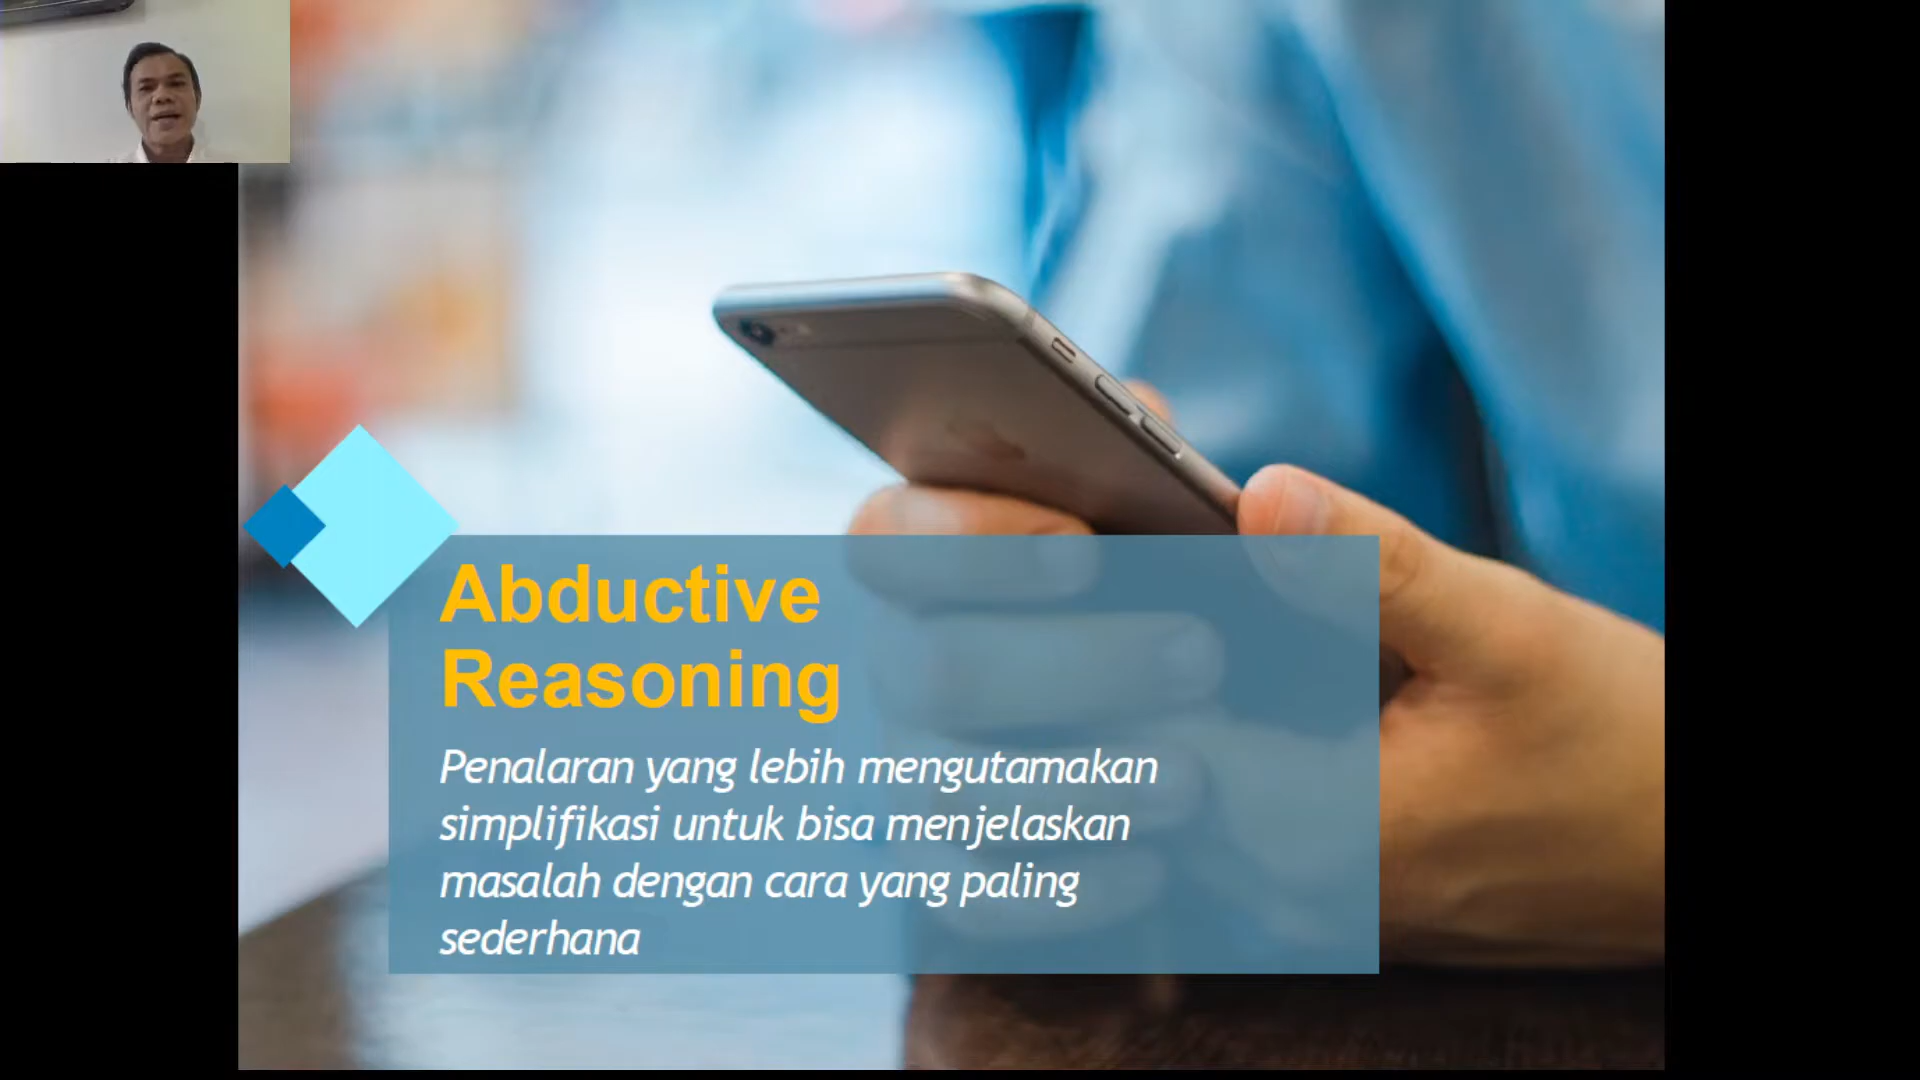 Abductive
Reasoning
Penalaran yang lebih mengutamakan
simplifikasi untuk bisa menjelaskan
masalah dengan cara yang paling
sederhana